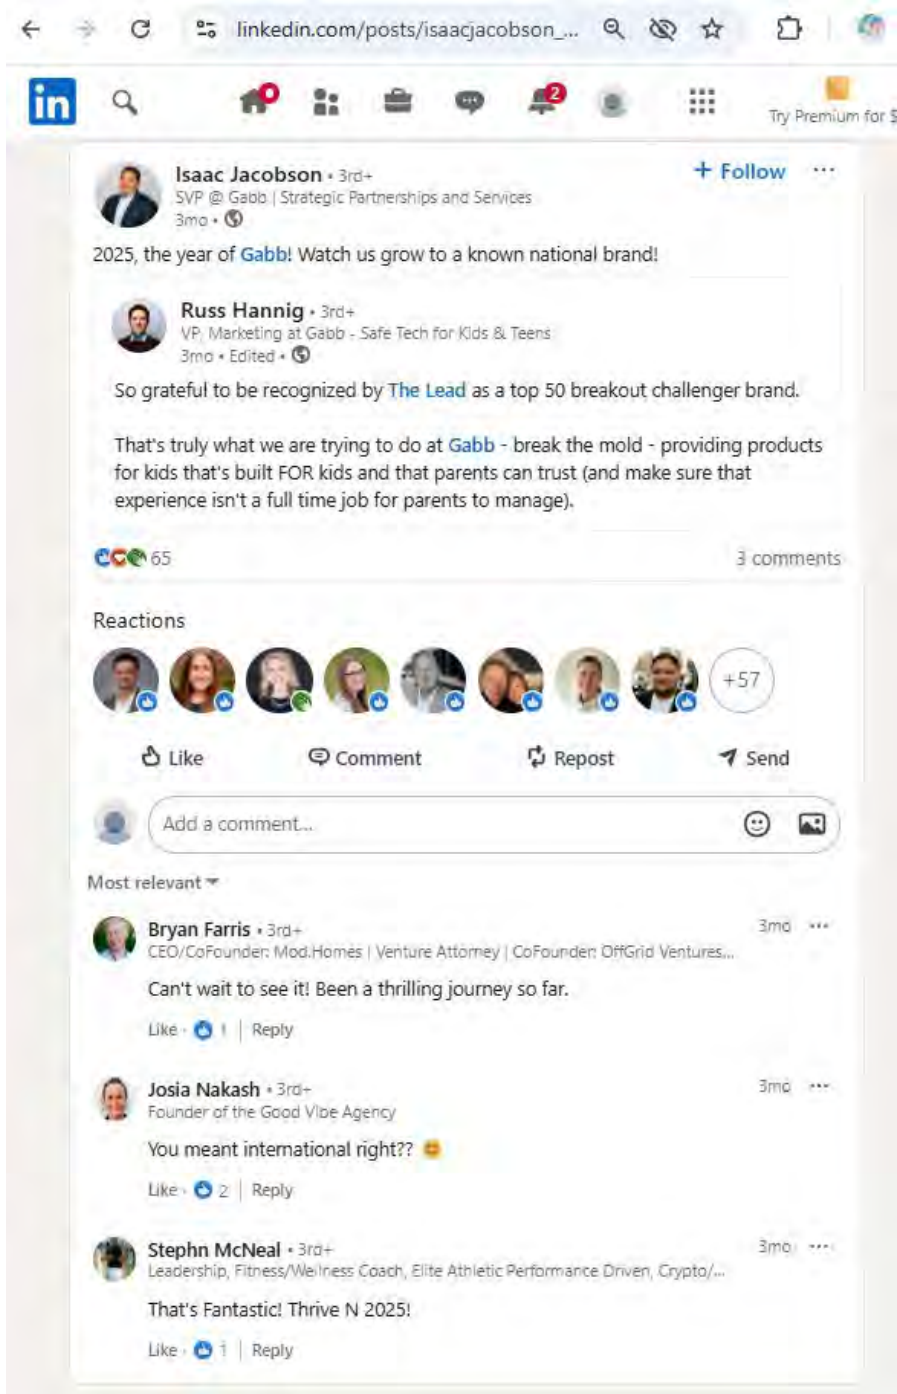 linkedin.com/posts/isaacjacobson_...
in
2
Try Premium for $
Isaac Jacobson • 3rd+
+ Follow ...
SVP @ Gabb | Strategic Partnerships and Services
3mo •
2025, the year of Gabb! Watch us grow to a known national brand!
Russ Hannig • 3rd+
VP, Marketing at Gabb - Safe Tech for Kids & Teens
3mo • Edited •
So grateful to be recognized by The Lead as a top 50 breakout challenger brand.
That's truly what we are trying to do at Gabb - break the mold - providing products
for kids that's built FOR kids and that parents can trust (and make sure that
experience isn't a full time job for parents to manage).
65 3 comments
Reactions
+57
Like Comment Repost Send
Add a comment...
Most relevant
Bryan Farris • 3rd+ 3mo ...
CEO/CoFounder: Mod.Homes | Venture Attorney | CoFounder: OffGrid Ventures...
Can't wait to see it! Been a thrilling journey so far.
Like · 1 | Reply
Josia Nakash • 3rd+ 3mo ...
Founder of the Good Vibe Agency
You meant international right?? 😊
Like · 2 | Reply
Stephn McNeal • 3rd+ 3mo ...
Leadership, Fitness/Wellness Coach, Elite Athletic Performance Driven, Crypto/...
That's Fantastic! Thrive N 2025!
Like · 1 | Reply